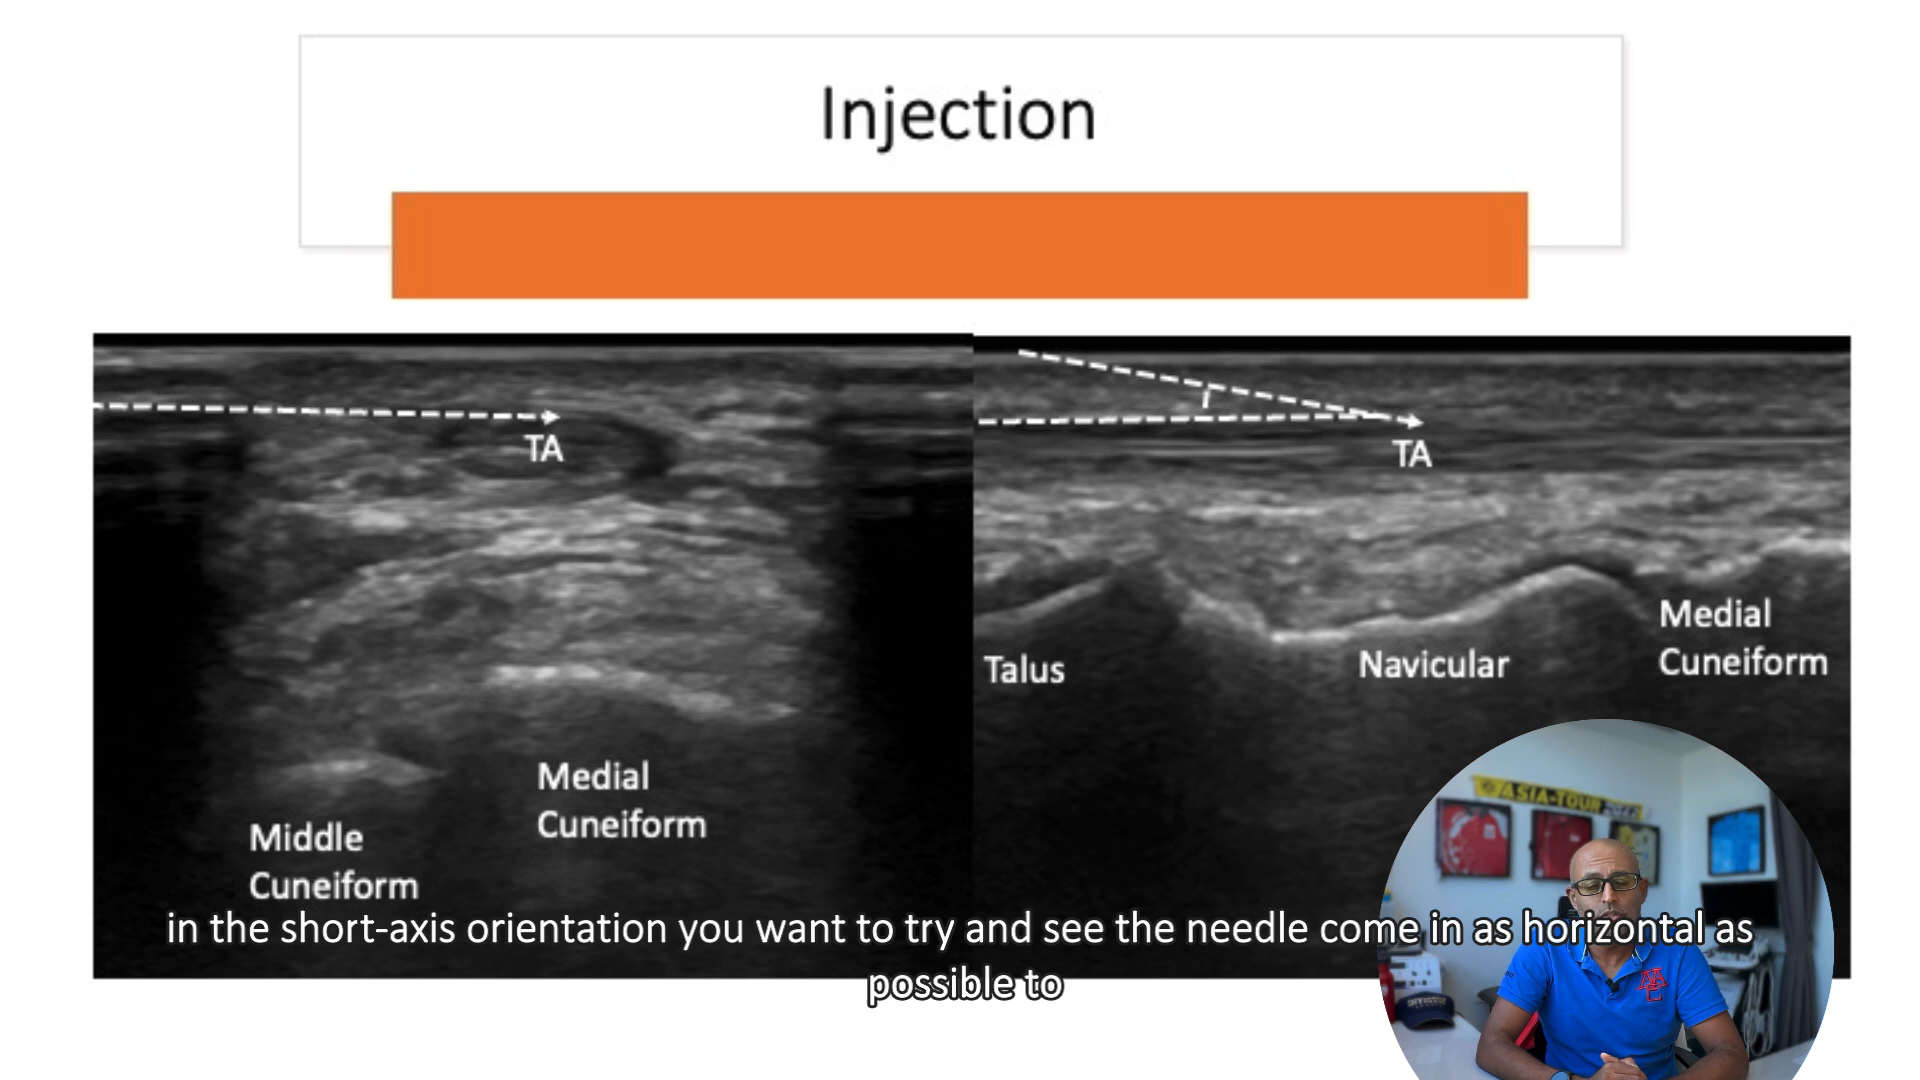 Injection
TA
TA
Talus
Navicular
Medial
Cuneiform
Medial
Cuneiform
Middle
Cuneiform
ASIA-TOUR
in the short-axis orientation you want to try and see the needle come in as horizontal as
possible to